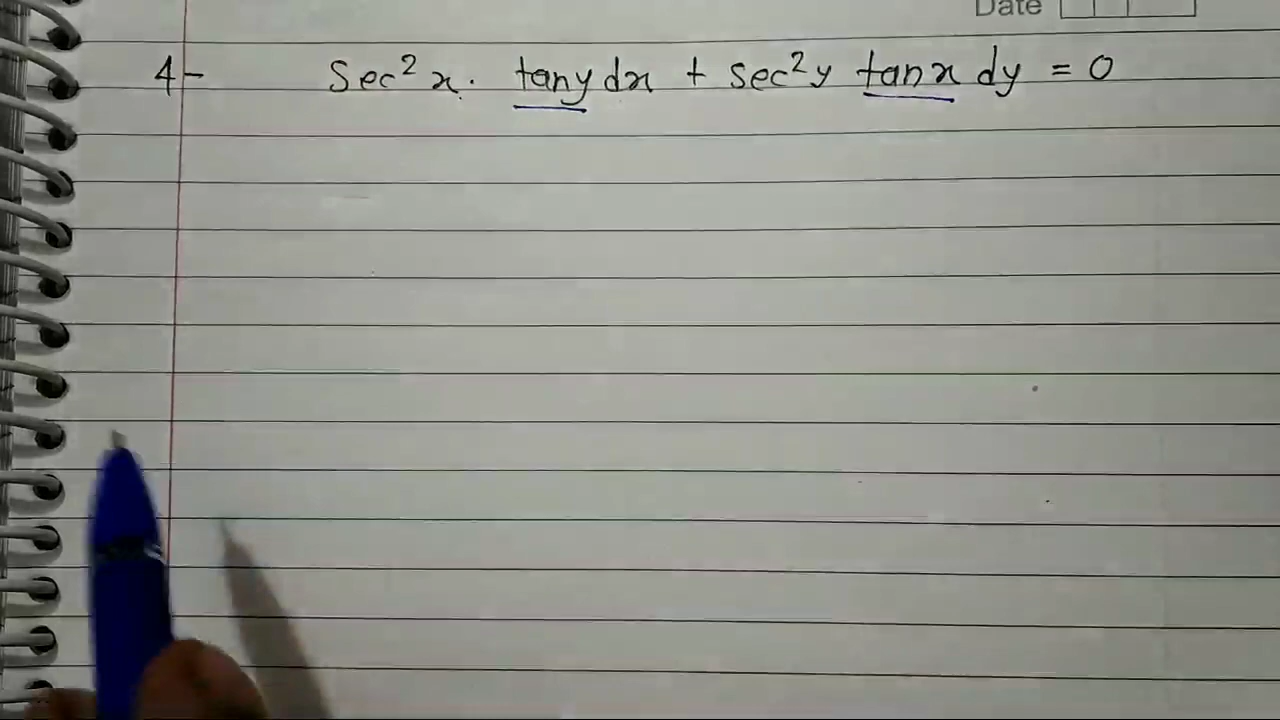 Date
4- Sec²x. tany dx + sec²y tanx dy = 0